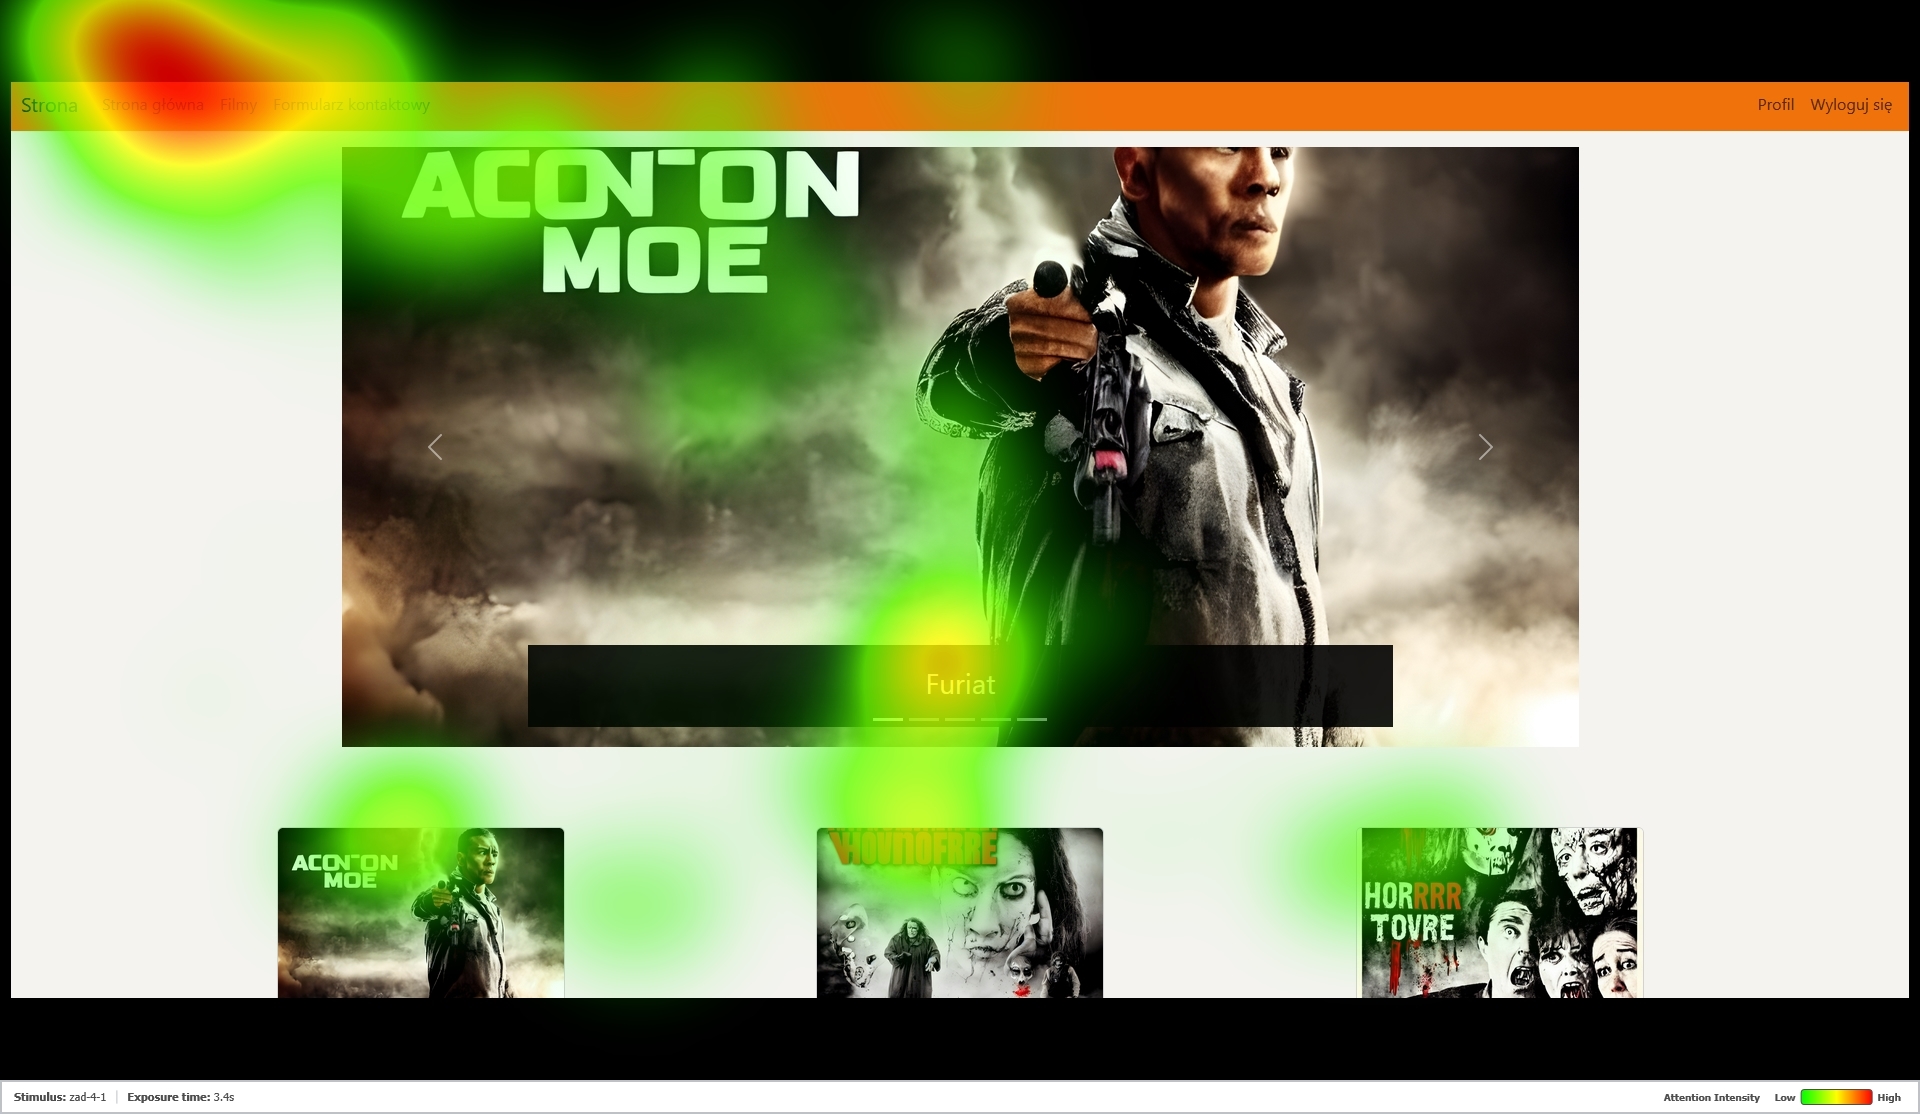 Strona Strona główna Filmy Formularz kontaktowy Profil Wyloguj się
ACON¯ON
MOE
Furiat
ACON¯ON
MOE
HOVNOFRRE
HORRRR
TOVRE
Stimulus: zad-4-1 | Exposure time: 3.4s Attention Intensity Low High